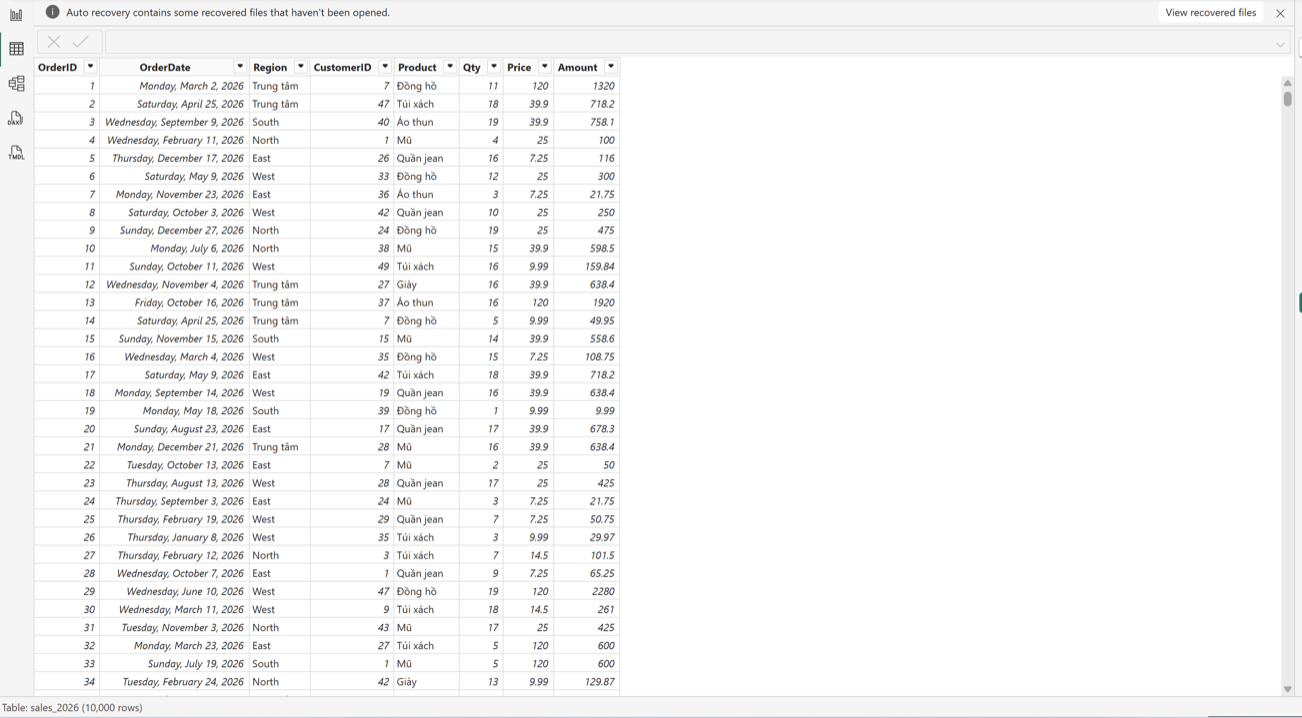 Auto recovery contains some recovered files that haven't been opened. View recovered files
OrderID OrderDate Region CustomerID Product Qty Price Amount
1 Monday, March 2, 2026 Trung tâm 7 Đồng hồ 11 120 1320
2 Saturday, April 25, 2026 Trung tâm 47 Túi xách 18 39.9 718.2
3 Wednesday, September 9, 2026 South 40 Áo thun 19 39.9 758.1
4 Wednesday, February 11, 2026 North 1 Mũ 4 25 100
5 Thursday, December 17, 2026 East 26 Quần jean 16 7.25 116
6 Saturday, May 9, 2026 West 33 Đồng hồ 12 25 300
7 Monday, November 23, 2026 East 36 Áo thun 3 7.25 21.75
8 Saturday, October 3, 2026 West 42 Quần jean 10 25 250
9 Sunday, December 27, 2026 North 24 Đồng hồ 19 25 475
10 Monday, July 6, 2026 North 38 Mũ 15 39.9 598.5
11 Sunday, October 11, 2026 West 49 Túi xách 16 9.99 159.84
12 Wednesday, November 4, 2026 Trung tâm 27 Giày 16 39.9 638.4
13 Friday, October 16, 2026 Trung tâm 37 Áo thun 16 120 1920
14 Saturday, April 25, 2026 Trung tâm 7 Đồng hồ 5 9.99 49.95
15 Sunday, November 15, 2026 South 15 Mũ 14 39.9 558.6
16 Wednesday, March 4, 2026 West 35 Đồng hồ 15 7.25 108.75
17 Saturday, May 9, 2026 East 42 Túi xách 18 39.9 718.2
18 Monday, September 14, 2026 West 19 Quần jean 16 39.9 638.4
19 Monday, May 18, 2026 South 39 Đồng hồ 1 9.99 9.99
20 Sunday, August 23, 2026 East 17 Quần jean 17 39.9 678.3
21 Monday, December 21, 2026 Trung tâm 28 Mũ 16 39.9 638.4
22 Tuesday, October 13, 2026 East 7 Mũ 2 25 50
23 Thursday, August 13, 2026 West 28 Quần jean 17 25 425
24 Thursday, September 3, 2026 East 24 Mũ 3 7.25 21.75
25 Thursday, February 19, 2026 West 29 Quần jean 7 7.25 50.75
26 Thursday, January 8, 2026 West 35 Túi xách 3 9.99 29.97
27 Thursday, February 12, 2026 North 3 Túi xách 7 14.5 101.5
28 Wednesday, October 7, 2026 East 1 Quần jean 9 7.25 65.25
29 Wednesday, June 10, 2026 West 47 Đồng hồ 19 120 2280
30 Wednesday, March 11, 2026 West 9 Túi xách 18 14.5 261
31 Tuesday, November 3, 2026 North 43 Mũ 17 25 425
32 Monday, March 23, 2026 East 27 Túi xách 5 120 600
33 Sunday, July 19, 2026 South 1 Mũ 5 120 600
34 Tuesday, February 24, 2026 North 42 Giày 13 9.99 129.87
DAX
TMDL
Table: sales_2026 (10,000 rows)